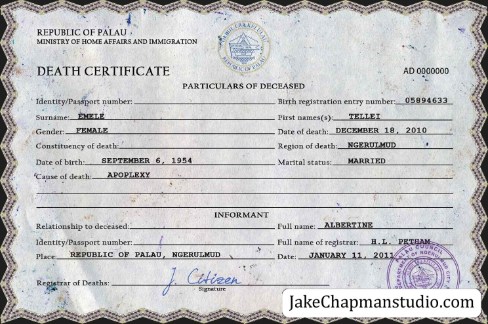 REPUBLIC OF PALAU
MINISTRY OF HOME AFFAIRS AND IMMIGRATION
DEATH CERTIFICATE
AD 0000000
PARTICULARS OF DECEASED
Identity/Passport number:
Birth registration entry number: 05894633
Surname: EMELE
First names(s): TELLEI
Gender: FEMALE
Date of death: DECEMBER 18, 2010
Constituency of death:
Region of death: NGERULMUD
Date of birth: SEPTEMBER 6, 1954
Marital status: MARRIED
Cause of death: APOPLEXY
INFORMANT
Relationship to deceased:
Full name: ALBERTINE
Identity/Passport number:
Full name of registrar: H.L. PETHAM
Place: REPUBLIC OF PALAU, NGERULMUD
Date: JANUARY 11, 2011
Registrar of Deaths: J. Citizen
Signature
JakeChapmanstudio.com